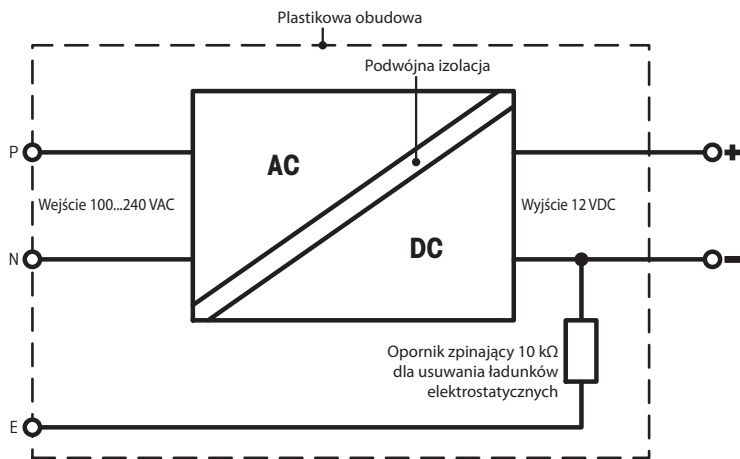 Plastikowa obudowa
Podwójna izolacja
P
AC
+
Wejście 100...240 VAC
Wyjście 12 VDC
N
DC
–
Opornik zpinający 10 kΩ
dla usuwania ładunków
elektrostatycznych
E